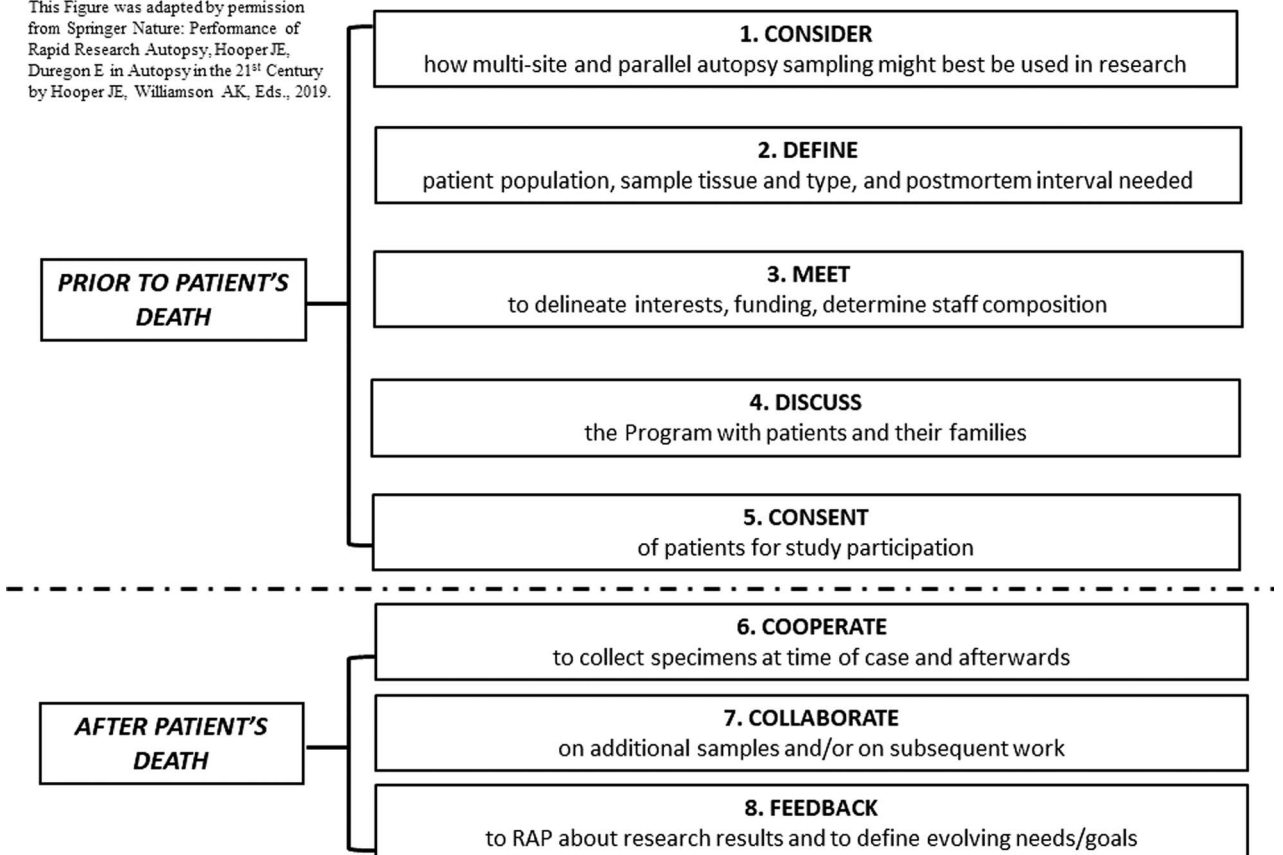 This Figure was adapted by permission
from Springer Nature: Performance of
Rapid Research Autopsy, Hooper JE,
Duregon E in Autopsy in the 21st Century
by Hooper JE, Williamson AK, Eds., 2019.
1. CONSIDER
how multi-site and parallel autopsy sampling might best be used in research
2. DEFINE
patient population, sample tissue and type, and postmortem interval needed
PRIOR TO PATIENT'S
DEATH
3. MEET
to delineate interests, funding, determine staff composition
4. DISCUSS
the Program with patients and their families
5. CONSENT
of patients for study participation
6. COOPERATE
to collect specimens at time of case and afterwards
AFTER PATIENT'S
DEATH
7. COLLABORATE
on additional samples and/or on subsequent work
8. FEEDBACK
to RAP about research results and to define evolving needs/goals